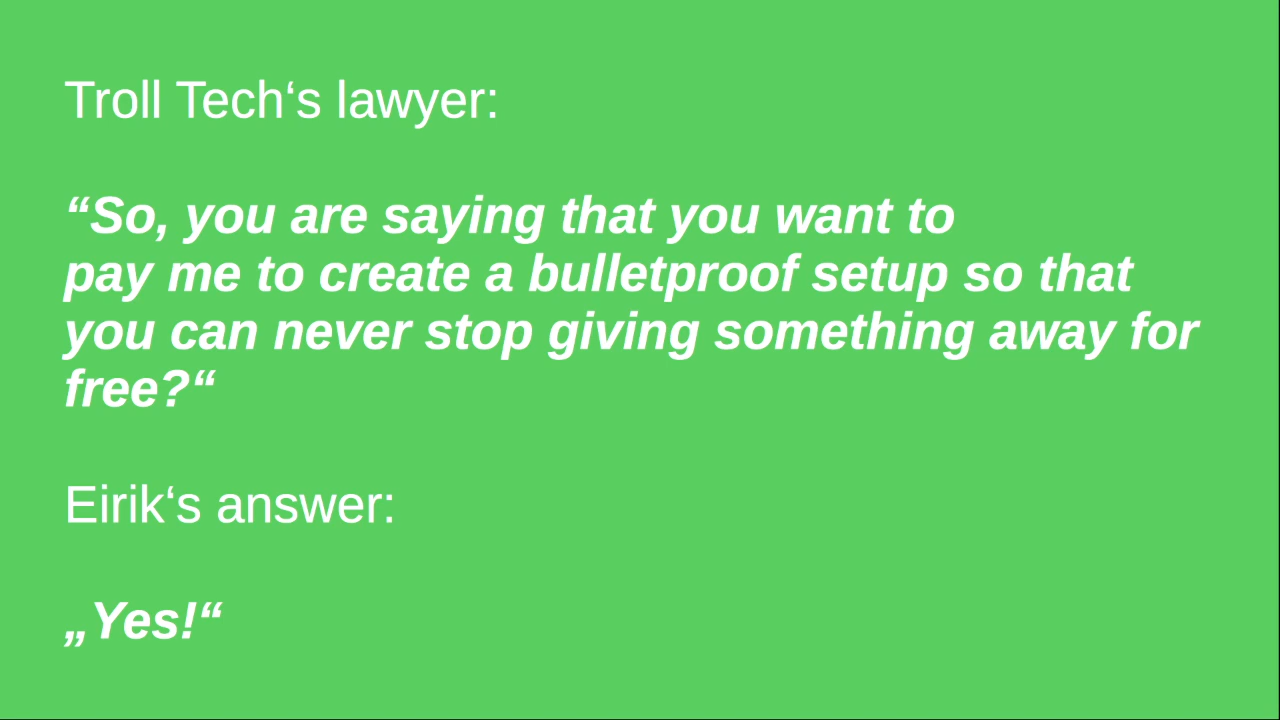 Troll Tech‘s lawyer:
“So, you are saying that you want to
pay me to create a bulletproof setup so that
you can never stop giving something away for
free?“
Eirik‘s answer:
„Yes!“